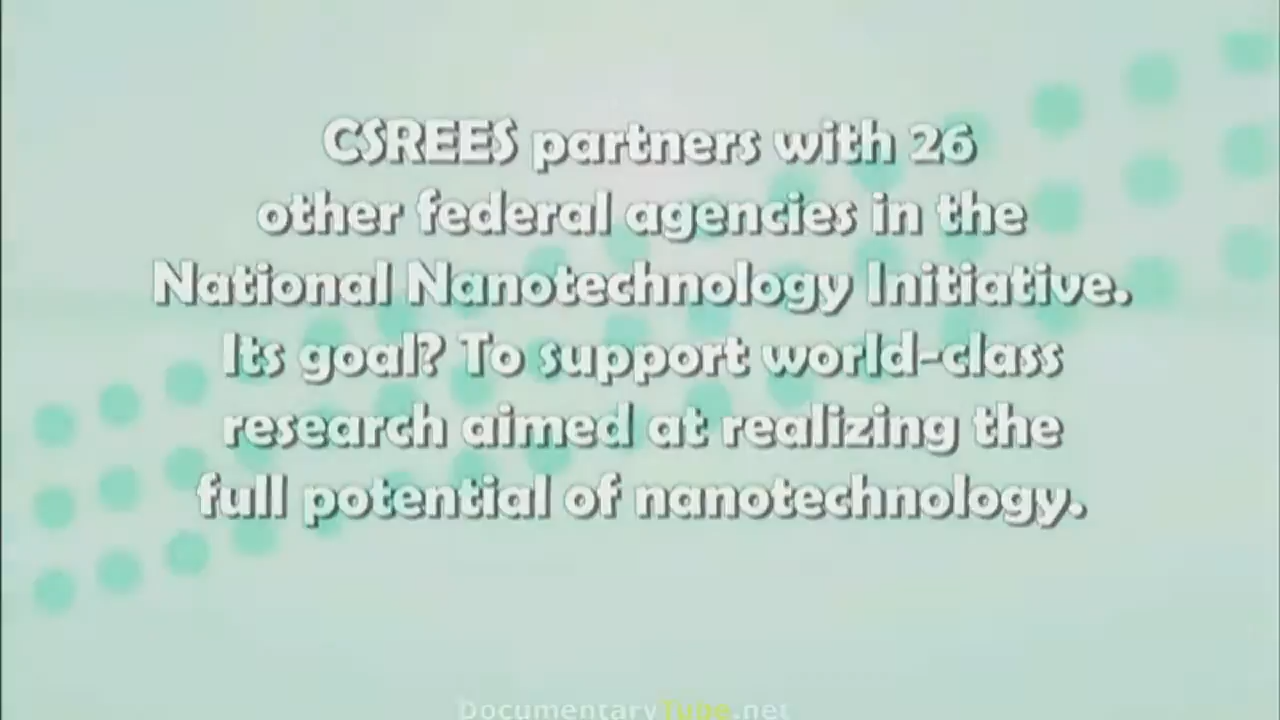 CSREES partners with 26
other federal agencies in the
National Nanotechnology Initiative.
Its goal? To support world-class
research aimed at realizing the
full potential of nanotechnology.
DocumentaryTube.net